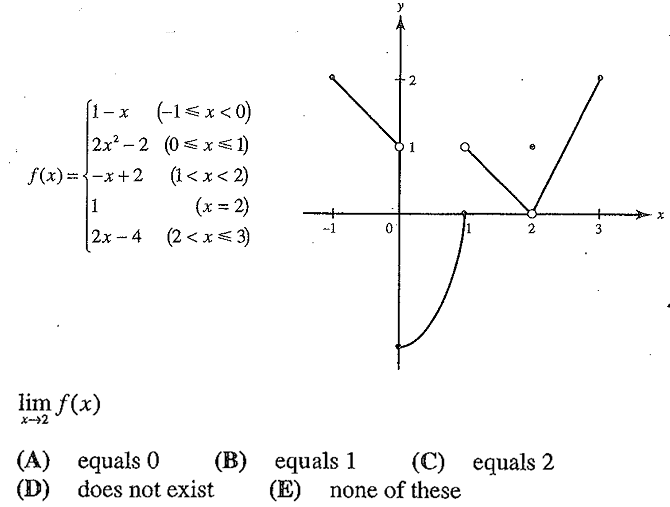 y
2
1
-1
0
1
2
3
x
f(x) = { 1 - x (-1 ⩽ x < 0)
2x² - 2 (0 ⩽ x ⩽ 1)
-x + 2 (1 < x < 2)
1 (x = 2)
2x - 4 (2 < x ⩽ 3)
lim f(x)
x→2
(A) equals 0 (B) equals 1 (C) equals 2
(D) does not exist (E) none of these